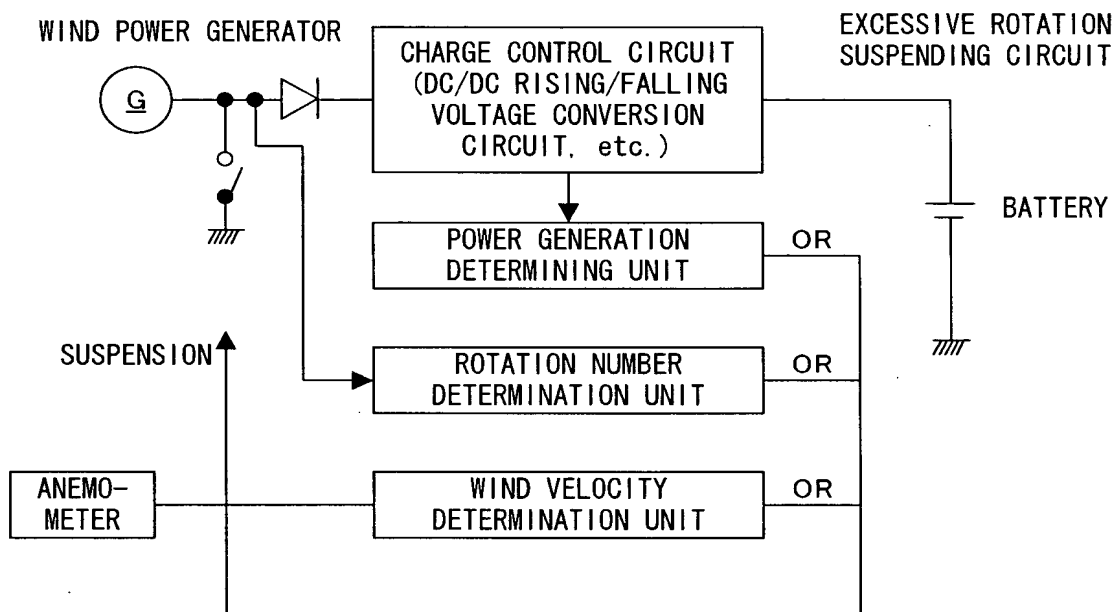 WIND POWER GENERATOR
G
CHARGE CONTROL CIRCUIT
(DC/DC RISING/FALLING
VOLTAGE CONVERSION
CIRCUIT, etc.)
EXCESSIVE ROTATION
SUSPENDING CIRCUIT
BATTERY
POWER GENERATION
DETERMINING UNIT
OR
SUSPENSION
ROTATION NUMBER
DETERMINATION UNIT
OR
ANEMO-
METER
WIND VELOCITY
DETERMINATION UNIT
OR